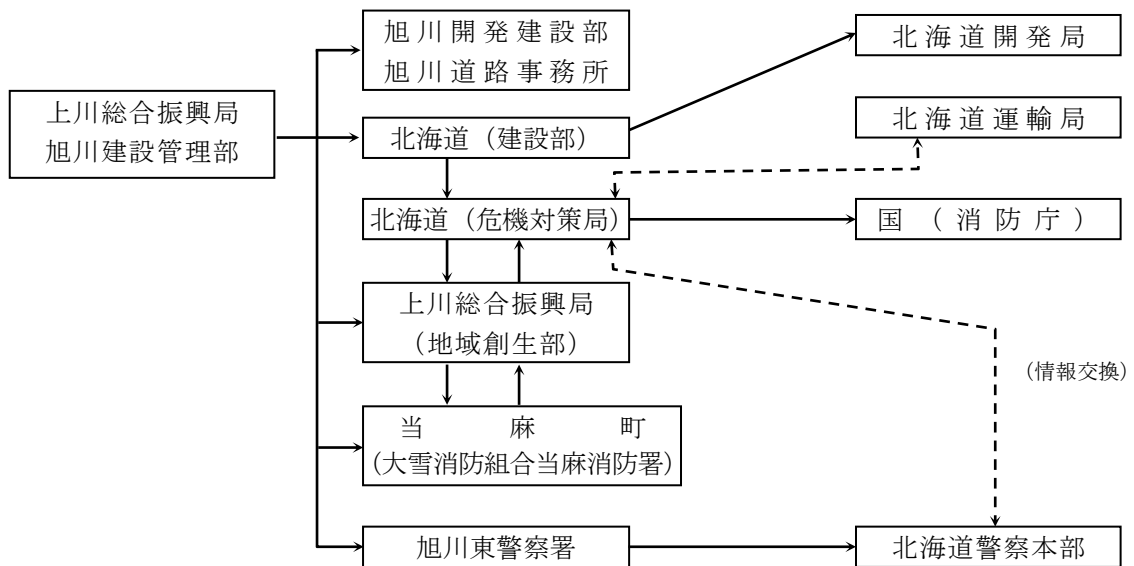 上川総合振興局
旭川建設管理部
旭川開発建設部
旭川道路事務所
北海道（建設部）
北海道（危機対策局）
上川総合振興局
（地域創生部）
当麻町
（大雪消防組合当麻消防署）
旭川東警察署
北海道開発局
北海道運輸局
国（消防庁）
（情報交換）
北海道警察本部